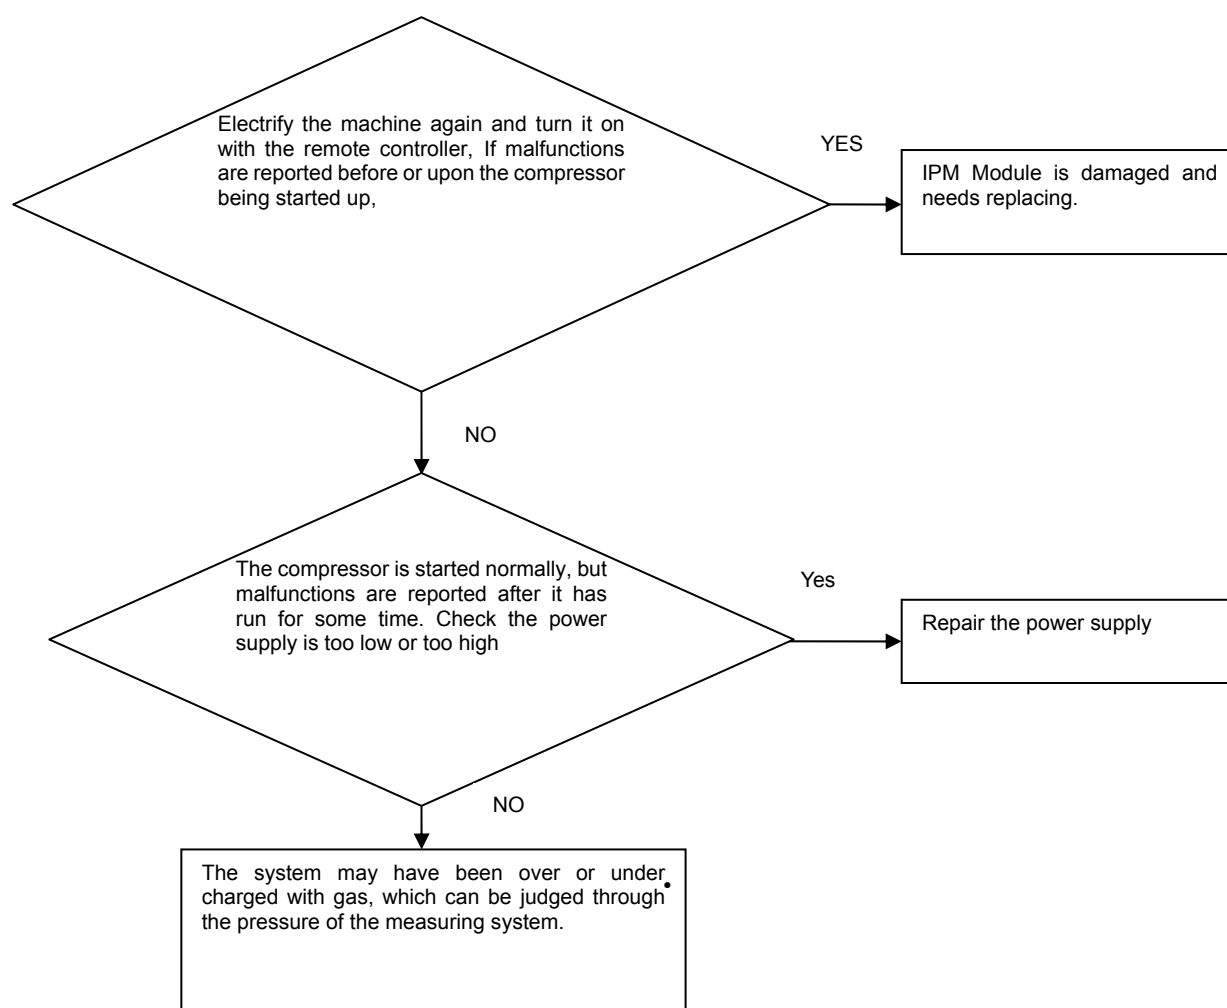 Electrify the machine again and turn it on
with the remote controller, If malfunctions
are reported before or upon the compressor
being started up,
YES
IPM Module is damaged and
needs replacing.
NO
The compressor is started normally, but
malfunctions are reported after it has
run for some time. Check the power
supply is too low or too high
Yes
Repair the power supply
NO
The system may have been over or under
charged with gas, which can be judged through
the pressure of the measuring system.